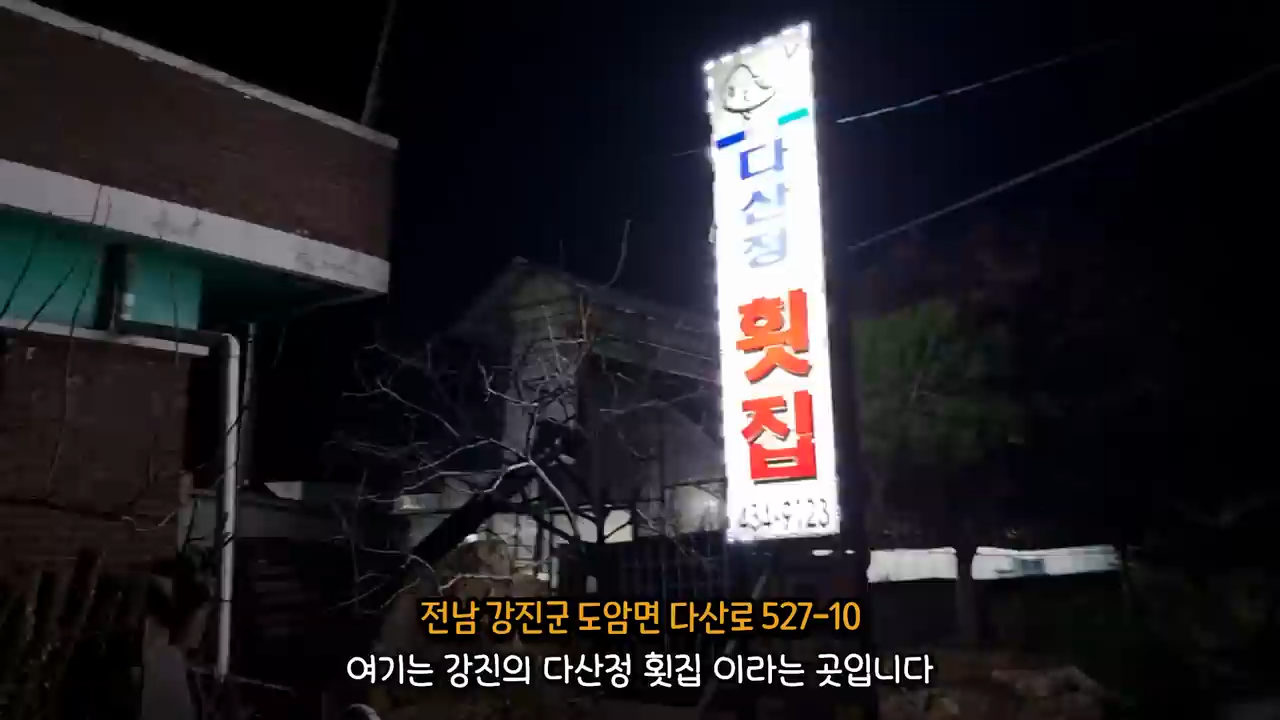 다산정
횟집
434-9123
전남 강진군 도암면 다산로 527-10
여기는 강진의 다산정 횟집 이라는 곳입니다